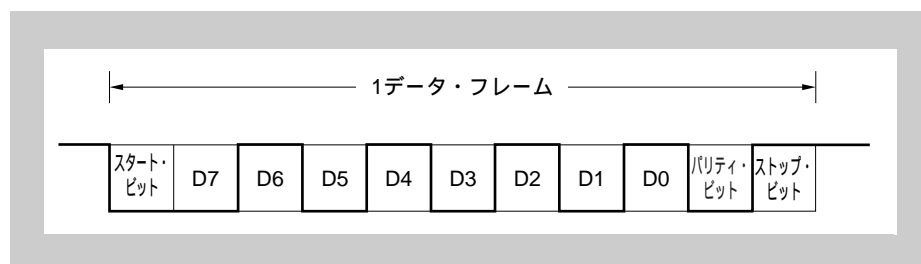 1データ・フレーム
スタート・
ビット
D7
D6
D5
D4
D3
D2
D1
D0
パリティ・
ビット
ストップ・
ビット